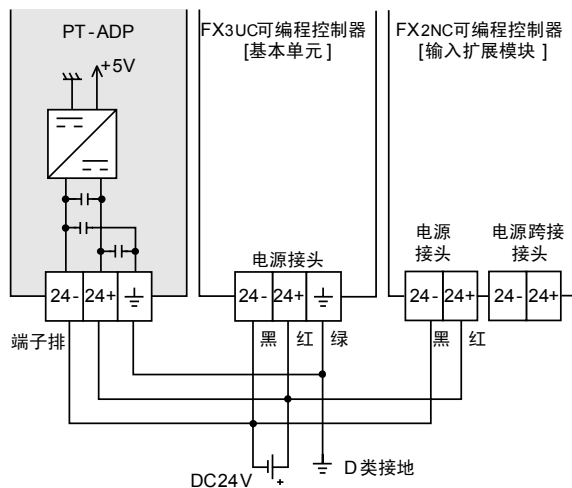 PT-ADP
+5V
FX3UC可编程控制器
[基本单元]
FX2NC可编程控制器
[输入扩展模块]
电源接头
电源
接头
电源跨接
接头
24-
24+
24-
24+
24-
24+
24-
24+
端子排
黑
红
绿
黑
红
DC24V
+
D类接地